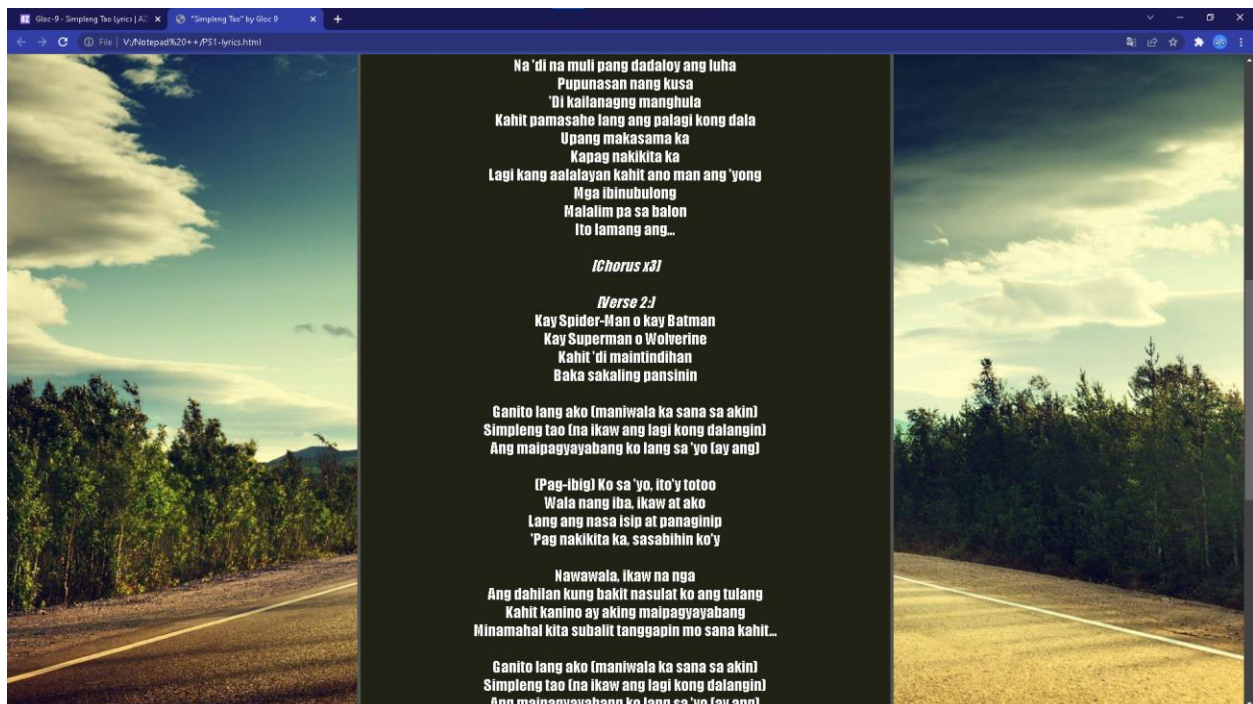 Gloc-9 - Simpleng Tao Lyrics | AZ
"Simpleng Tao" by Gloc 9
File | V:/Notepad%20++/PS1-lyrics.html
Na 'di na muli pang dadaloy ang luha
Pupunasan nang kusa
'Di kailanagng manghula
Kahit pamasahe lang ang palagi kong dala
Upang makasama ka
Kapag nakikita ka
Lagi kang aalalayan kahit ano man ang 'yong
Mga ibinubulong
Malalim pa sa balon
Ito lamang ang...
[Chorus x3]
[Verse 2:]
Kay Spider-Man o kay Batman
Kay Superman o Wolverine
Kahit 'di maintindihan
Baka sakaling pansinin
Ganito lang ako (maniwala ka sana sa akin)
Simpleng tao (na ikaw ang lagi kong dalangin)
Ang maipagyayabang ko lang sa 'yo (ay ang)
(Pag-ibig) Ko sa 'yo, ito'y totoo
Wala nang iba, ikaw at ako
Lang ang nasa isip at panaginip
'Pag nakikita ka, sasabihin ko'y
Nawawala, ikaw na nga
Ang dahilan kung bakit nasulat ko ang tulang
Kahit kanino ay aking maipagyayabang
Minamahal kita subalit tanggapin mo sana kahit...
Ganito lang ako (maniwala ka sana sa akin)
Simpleng tao (na ikaw ang lagi kong dalangin)
Ang maipagyayabang ko lang sa 'yo (ay ang)